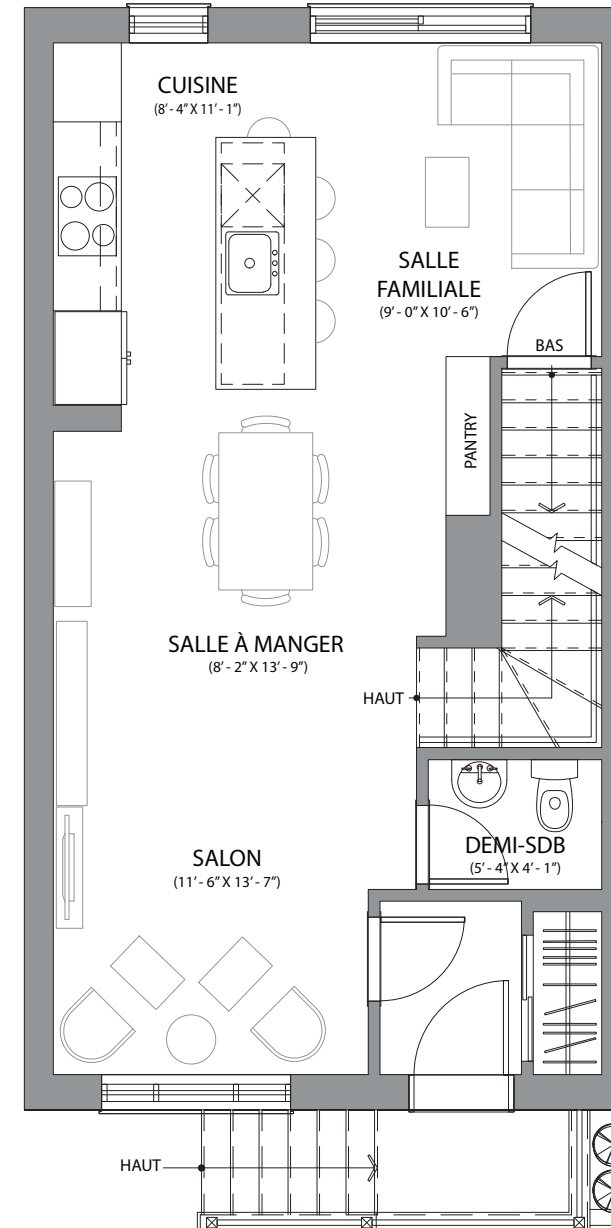 CUISINE
(8' - 4" X 11' - 1")
SALLE
FAMILIALE
(9' - 0" X 10' - 6")
BAS
PANTRY
SALLE À MANGER
(8' - 2" X 13' - 9")
HAUT
SALON
(11' - 6" X 13' - 7")
DEMI-SDB
(5' - 4" X 4' - 1")
HAUT